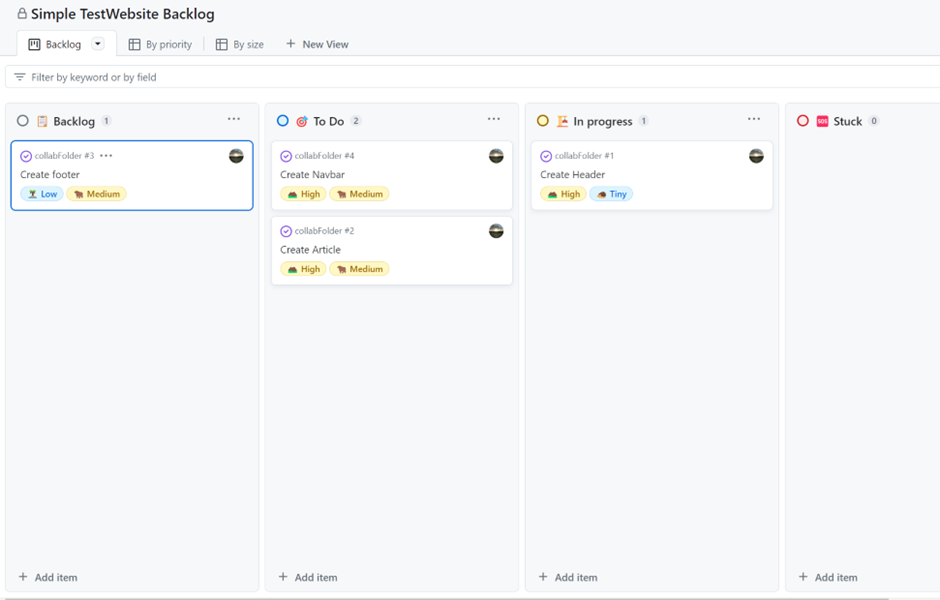 Simple TestWebsite Backlog
Backlog By priority By size + New View
Filter by keyword or by field
Backlog 1
collabFolder #3 ...
Create footer
Low Medium
+ Add item
To Do 2
collabFolder #4
Create Navbar
High Medium
collabFolder #2
Create Article
High Medium
+ Add item
In progress 1
collabFolder #1
Create Header
High Tiny
+ Add item
SOS Stuck 0
+ Add item